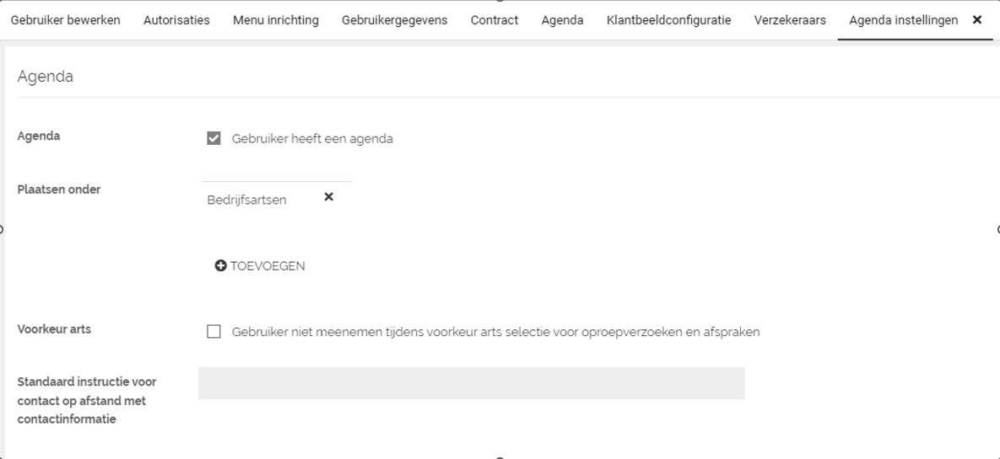 Gebruiker bewerken Autorisaties Menu inrichting Gebruikergegevens Contract Agenda Klantbeeldconfiguratie Verzekeraars Agenda instellingen
Agenda
Agenda Gebruiker heeft een agenda
Plaatsen onder Bedrijfsartsen
TOEVOEGEN
Voorkeur arts Gebruiker niet meenemen tijdens voorkeur arts selectie voor oproepverzoeken en afspraken
Standaard instructie voor
contact op afstand met
contactinformatie